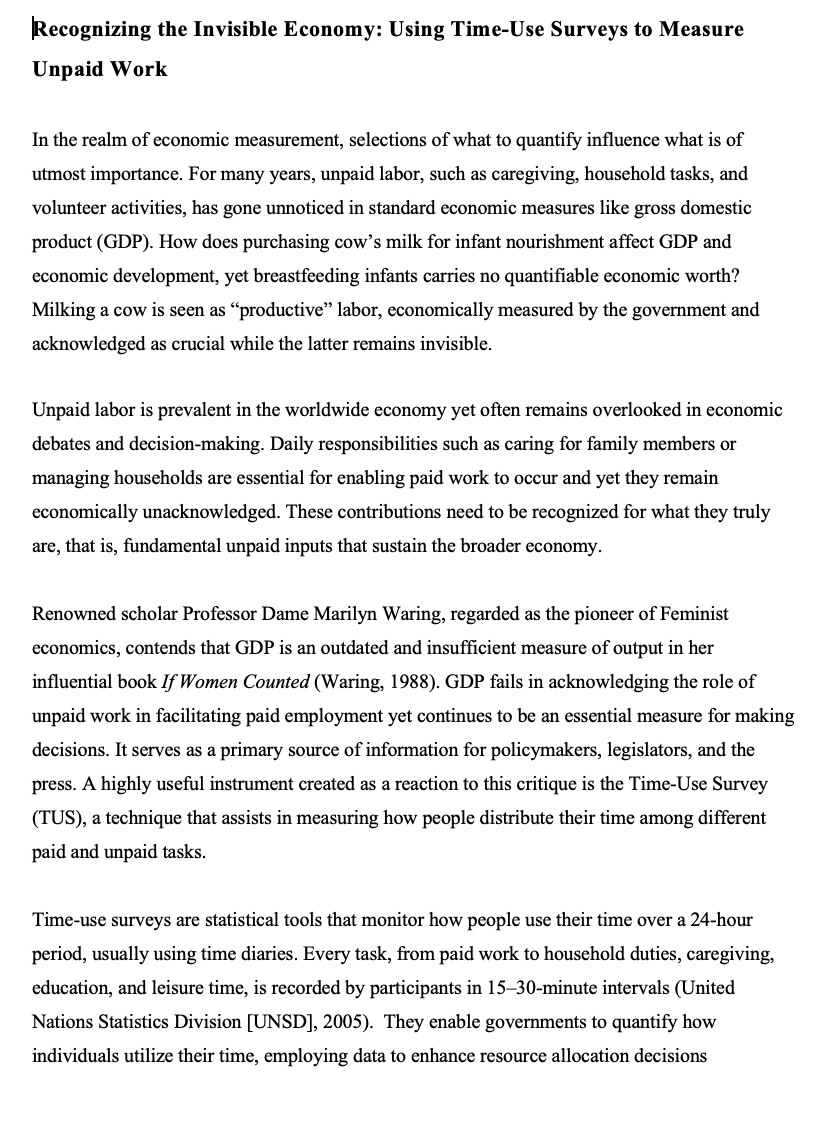 Recognizing the Invisible Economy: Using Time-Use Surveys to Measure
Unpaid Work
In the realm of economic measurement, selections of what to quantify influence what is of
utmost importance. For many years, unpaid labor, such as caregiving, household tasks, and
volunteer activities, has gone unnoticed in standard economic measures like gross domestic
product (GDP). How does purchasing cow’s milk for infant nourishment affect GDP and
economic development, yet breastfeeding infants carries no quantifiable economic worth?
Milking a cow is seen as “productive” labor, economically measured by the government and
acknowledged as crucial while the latter remains invisible.
Unpaid labor is prevalent in the worldwide economy yet often remains overlooked in economic
debates and decision-making. Daily responsibilities such as caring for family members or
managing households are essential for enabling paid work to occur and yet they remain
economically unacknowledged. These contributions need to be recognized for what they truly
are, that is, fundamental unpaid inputs that sustain the broader economy.
Renowned scholar Professor Dame Marilyn Waring, regarded as the pioneer of Feminist
economics, contends that GDP is an outdated and insufficient measure of output in her
influential book If Women Counted (Waring, 1988). GDP fails in acknowledging the role of
unpaid work in facilitating paid employment yet continues to be an essential measure for making
decisions. It serves as a primary source of information for policymakers, legislators, and the
press. A highly useful instrument created as a reaction to this critique is the Time-Use Survey
(TUS), a technique that assists in measuring how people distribute their time among different
paid and unpaid tasks.
Time-use surveys are statistical tools that monitor how people use their time over a 24-hour
period, usually using time diaries. Every task, from paid work to household duties, caregiving,
education, and leisure time, is recorded by participants in 15–30-minute intervals (United
Nations Statistics Division [UNSD], 2005).  They enable governments to quantify how
individuals utilize their time, employing data to enhance resource allocation decisions